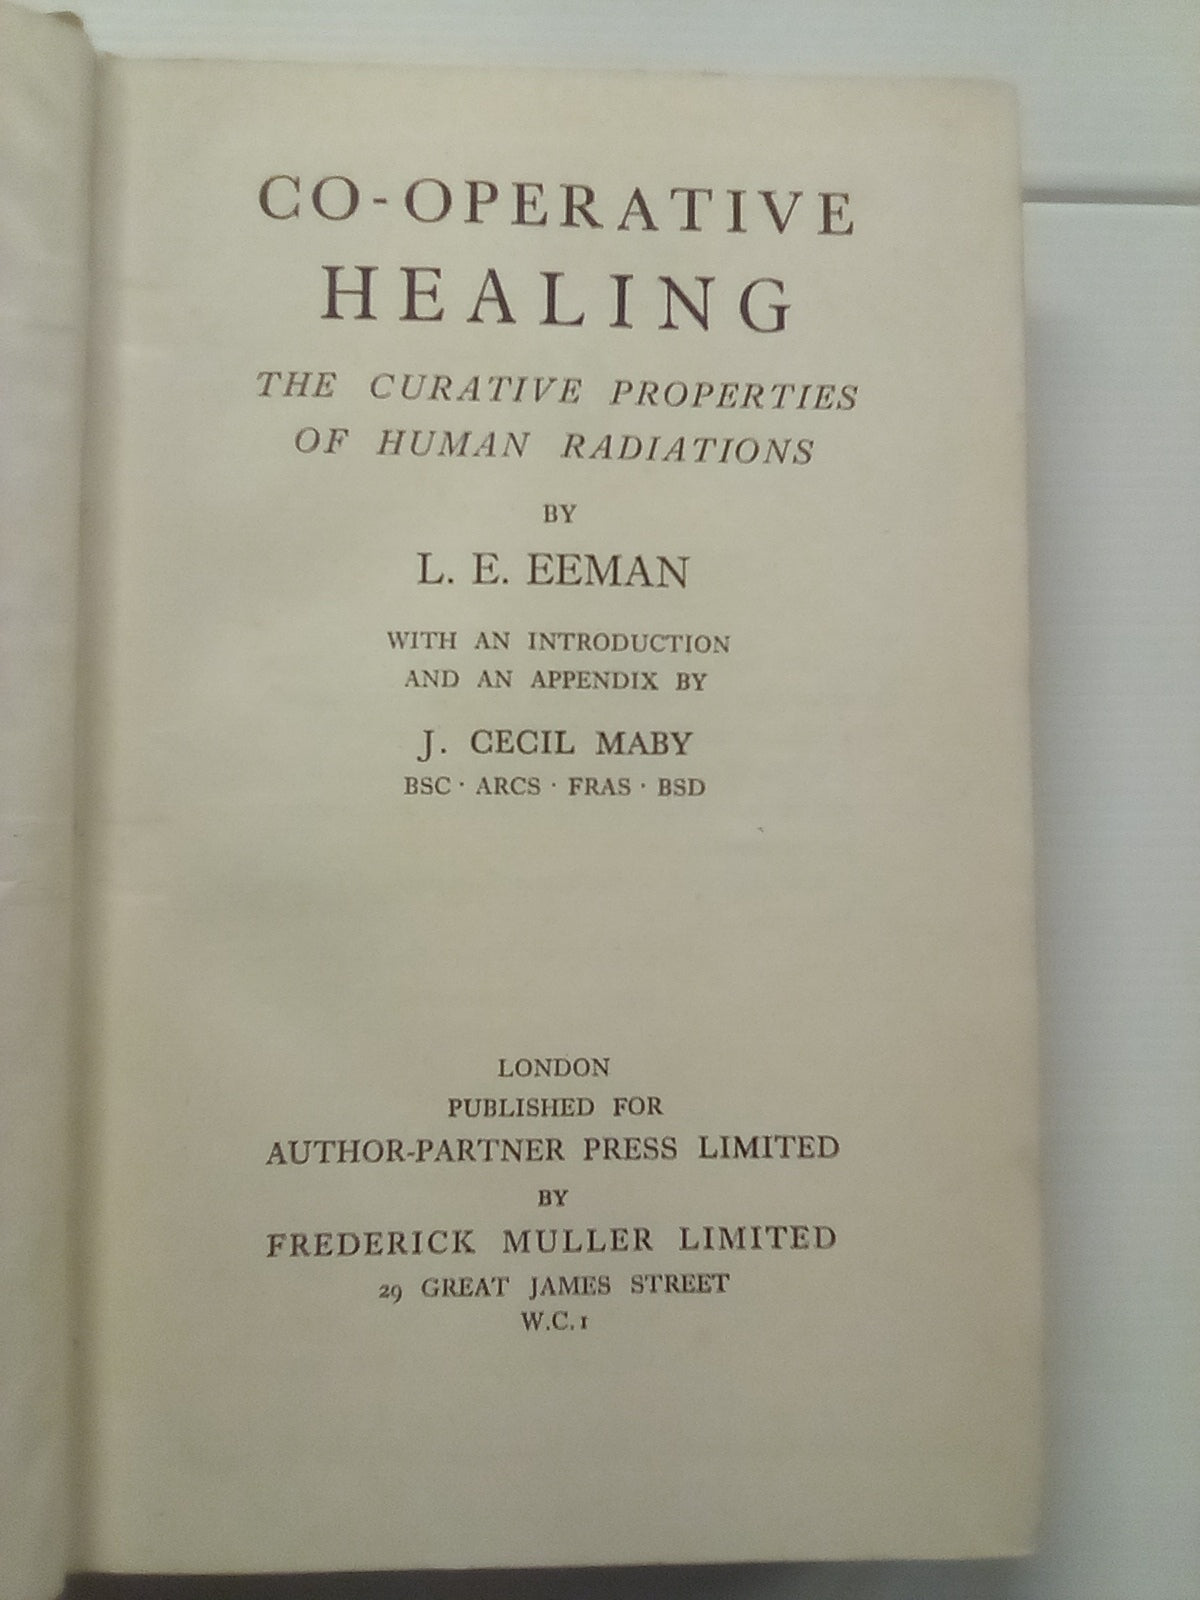 CO-OPERATIVE
HEALING
THE CURATIVE PROPERTIES
OF HUMAN RADIATIONS
BY
L. E. EEMAN
WITH AN INTRODUCTION
AND AN APPENDIX BY
J. CECIL MABY
BSC · ARCS · FRAS · BSD
LONDON
PUBLISHED FOR
AUTHOR-PARTNER PRESS LIMITED
BY
FREDERICK MULLER LIMITED
29 GREAT JAMES STREET
W.C.1